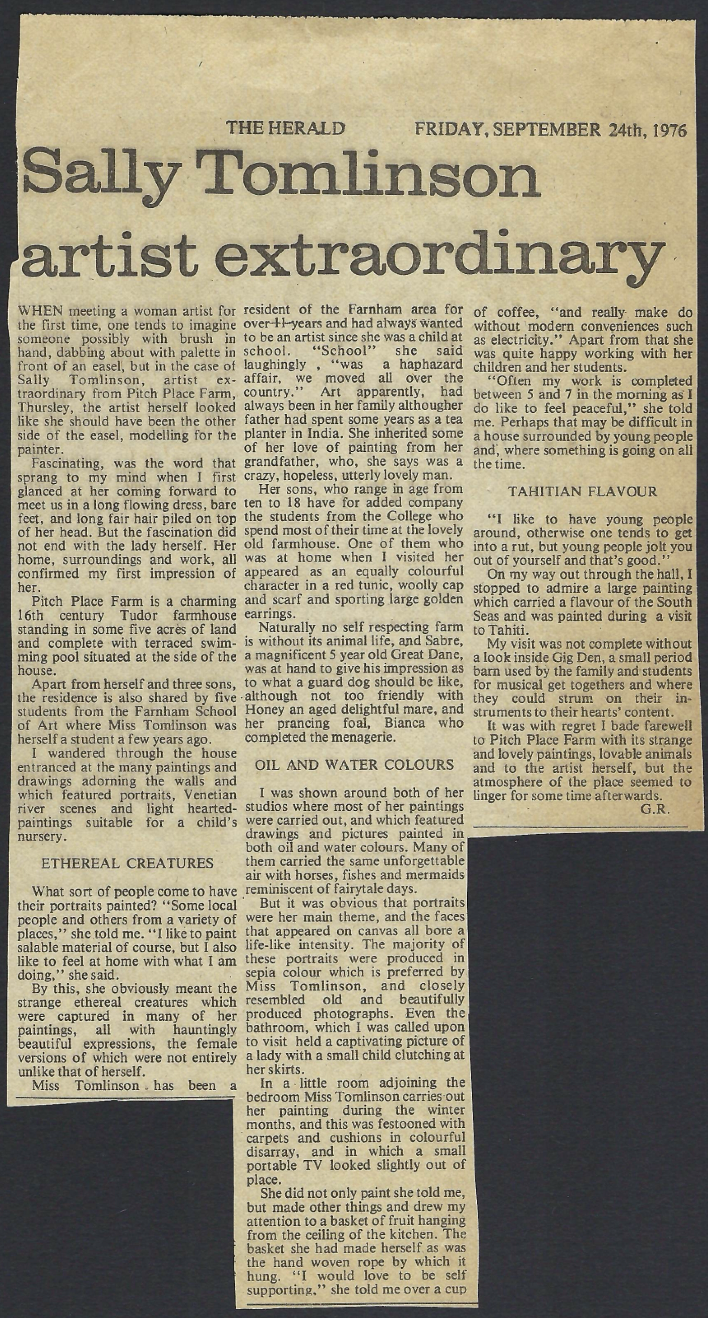 THE HERALD FRIDAY, SEPTEMBER 24th, 1976
Sally Tomlinson
artist extraordinary
WHEN meeting a woman artist for
the first time, one tends to imagine
someone possibly with brush in
hand, dabbing about with palette in
front of an easel, but in the case of
Sally Tomlinson, artist ex-
traordinary from Pitch Place Farm,
Thursley, the artist herself looked
like she should have been the other
side of the easel, modelling for the
painter.
Fascinating, was the word that
sprang to my mind when I first
glanced at her coming forward to
meet us in a long flowing dress, bare
feet, and long fair hair piled on top
of her head. But the fascination did
not end with the lady herself. Her
home, surroundings and work, all
confirmed my first impression of
her.
Pitch Place Farm is a charming
16th century Tudor farmhouse
standing in some five acres of land
and complete with terraced swim-
ming pool situated at the side of the
house.
Apart from herself and three sons,
the residence is also shared by five
students from the Farnham School
of Art where Miss Tomlinson was
herself a student a few years ago.
I wandered through the house
entranced at the many paintings and
drawings adorning the walls and
which featured portraits, Venetian
river scenes and light hearted-
paintings suitable for a child's
nursery.
ETHEREAL CREATURES
What sort of people come to have
their portraits painted? "Some local
people and others from a variety of
places," she told me. "I like to paint
salable material of course, but I also
like to feel at home with what I am
doing," she said.
By this, she obviously meant the
strange ethereal creatures which
were captured in many of her
paintings, all with hauntingly
beautiful expressions, the female
versions of which were not entirely
unlike that of herself.
Miss Tomlinson has been a
resident of the Farnham area for
over 11 years and had always wanted
to be an artist since she was a child at
school. "School" she said
laughingly, "was a haphazard
affair, we moved all over the
country." Art apparently, had
always been in her family althougher
father had spent some years as a tea
planter in India. She inherited some
of her love of painting from her
grandfather, who, she says was a
crazy, hopeless, utterly lovely man.
Her sons, who range in age from
ten to 18 have for added company
the students from the College who
spend most of their time at the lovely
old farmhouse. One of them who
was at home when I visited her
appeared as an equally colourful
character in a red tunic, woolly cap
and scarf and sporting large golden
earrings.
Naturally no self respecting farm
is without its animal life, and Sabre,
a magnificent 5 year old Great Dane,
was at hand to give his impression as
to what a guard dog should be like,
although not too friendly with
Honey an aged delightful mare, and
her prancing foal, Bianca who
completed the menagerie.
OIL AND WATER COLOURS
I was shown around both of her
studios where most of her paintings
were carried out, and which featured
drawings and pictures painted in
both oil and water colours. Many of
them carried the same unforgettable
air with horses, fishes and mermaids
reminiscent of fairytale days.
But it was obvious that portraits
were her main theme, and the faces
that appeared on canvas all bore a
life-like intensity. The majority of
these portraits were produced in
sepia colour which is preferred by
Miss Tomlinson, and closely
resembled old and beautifully
produced photographs. Even the
bathroom, which I was called upon
to visit held a captivating picture of
a lady with a small child clutching at
her skirts.
In a little room adjoining the
bedroom Miss Tomlinson carries out
her painting during the winter
months, and this was festooned with
carpets and cushions in colourful
disarray, and in which a small
portable TV looked slightly out of
place.
She did not only paint she told me,
but made other things and drew my
attention to a basket of fruit hanging
from the ceiling of the kitchen. The
basket she had made herself as was
the hand woven rope by which it
hung. "I would love to be self
supporting," she told me over a cup
of coffee, "and really make do
without modern conveniences such
as electricity." Apart from that she
was quite happy working with her
children and her students.
"Often my work is completed
between 5 and 7 in the morning as I
do like to feel peaceful," she told
me. Perhaps that may be difficult in
a house surrounded by young people
and, where something is going on all
the time.
TAHITIAN FLAVOUR
"I like to have young people
around, otherwise one tends to get
into a rut, but young people jolt you
out of yourself and that's good."
On my way out through the hall, I
stopped to admire a large painting
which carried a flavour of the South
Seas and was painted during a visit
to Tahiti.
My visit was not complete without
a look inside Gig Den, a small period
barn used by the family and students
for musical get togethers and where
they could strum on their in-
struments to their hearts' content.
It was with regret I bade farewell
to Pitch Place Farm with its strange
and lovely paintings, lovable animals
and to the artist herself, but the
atmosphere of the place seemed to
linger for some time afterwards.
G.R.